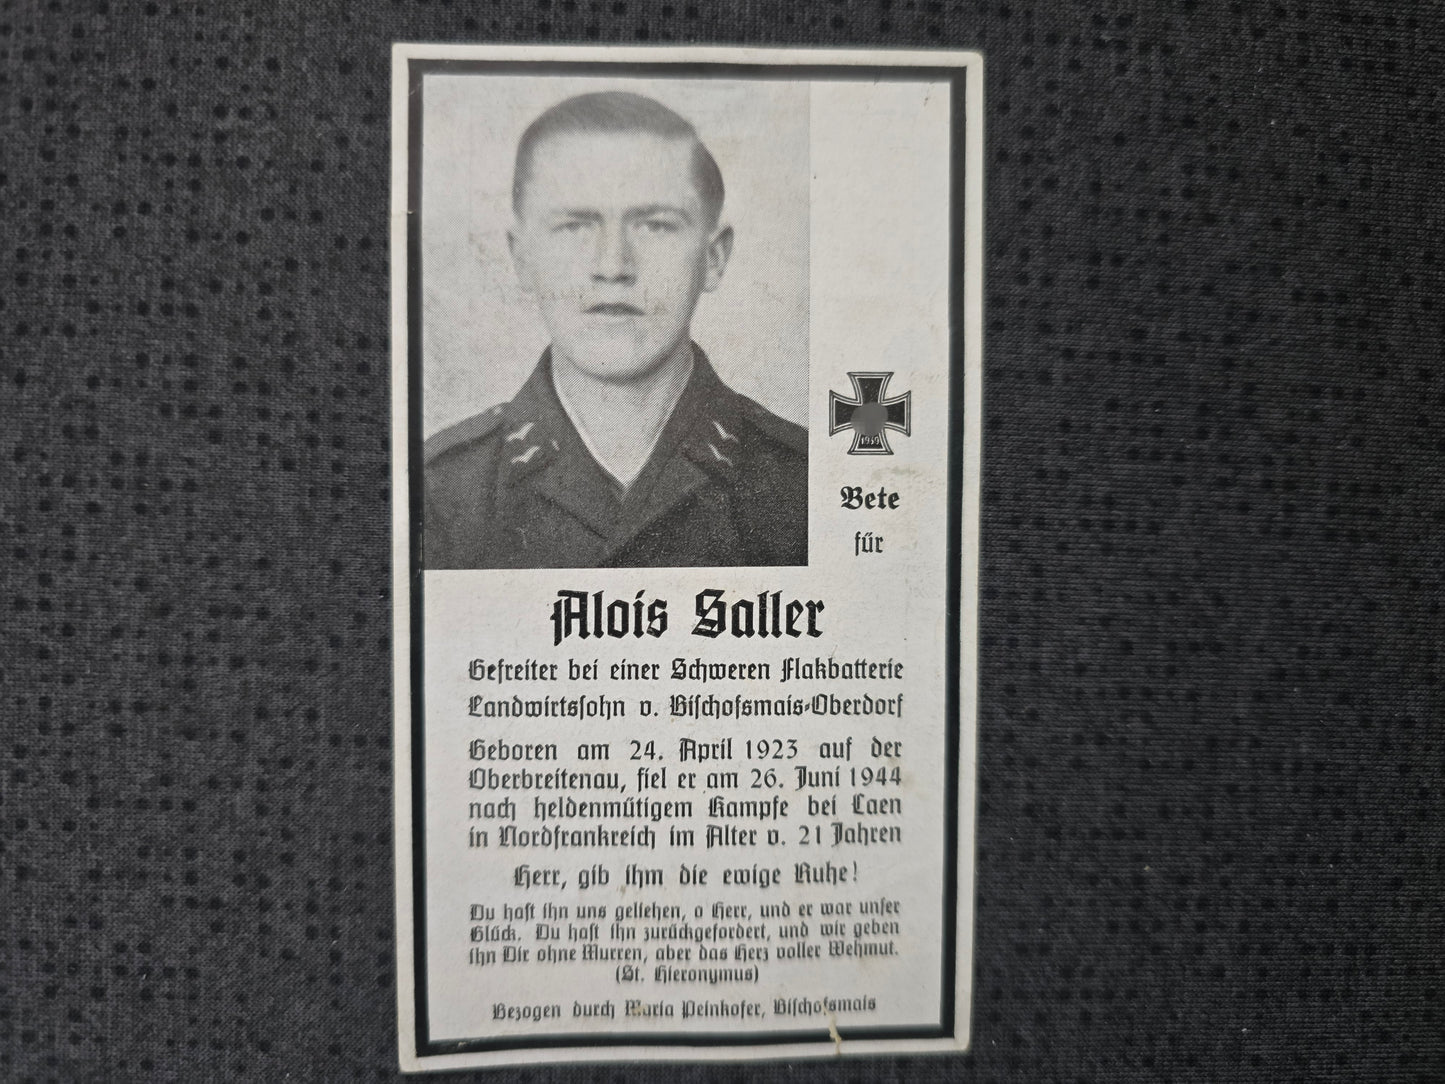 1939
Bete
für
Alois Saller
Gefreiter bei einer Schweren Flakbatterie
Landwirtssohn v. Bischofsmais-Oberdorf
Geboren am 24. April 1923 auf der
Oberbreitenau, fiel er am 26. Juni 1944
nach heldenmütigem Kampfe bei Caen
in Nordfrankreich im Alter v. 21 Jahren
Herr, gib ihm die ewige Ruhe!
Du hast ihn uns geliehen, o Herr, und er war unser
Glück. Du hast ihn zurückgefordert, und wir geben
ihn Dir ohne Murren, aber das Herz voller Wehmut.
(St. Hieronymus)
Bezogen durch Maria Peinkofer, Bischofsmais